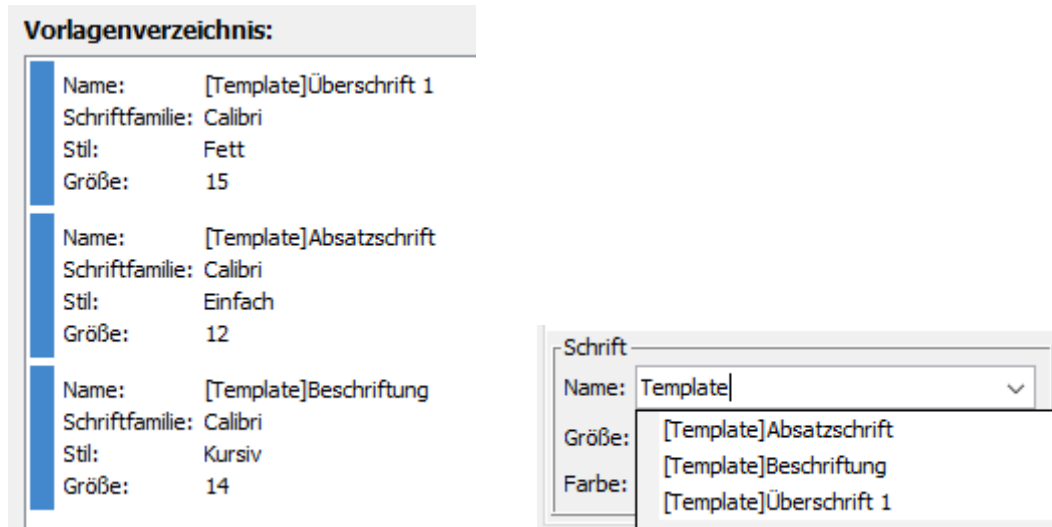 Vorlagenverzeichnis:
Name: [Template]Überschrift 1
Schriftfamilie: Calibri
Stil: Fett
Größe: 15
Name: [Template]Absatzschrift
Schriftfamilie: Calibri
Stil: Einfach
Größe: 12
Name: [Template]Beschriftung
Schriftfamilie: Calibri
Stil: Kursiv
Größe: 14
Schrift
Name: Template
Größe: [Template]Absatzschrift
[Template]Beschriftung
Farbe: [Template]Überschrift 1